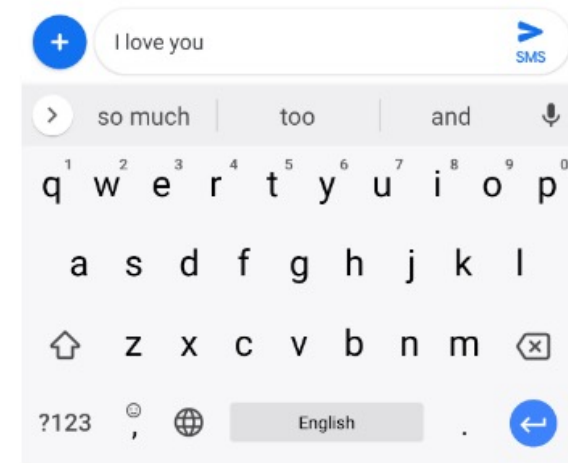 + I love you
SMS
so much too and
1 2 3 4 5 6 7 8 9 0
q w e r t y u i o p
a s d f g h j k l
z x c v b n m
?123 , English .